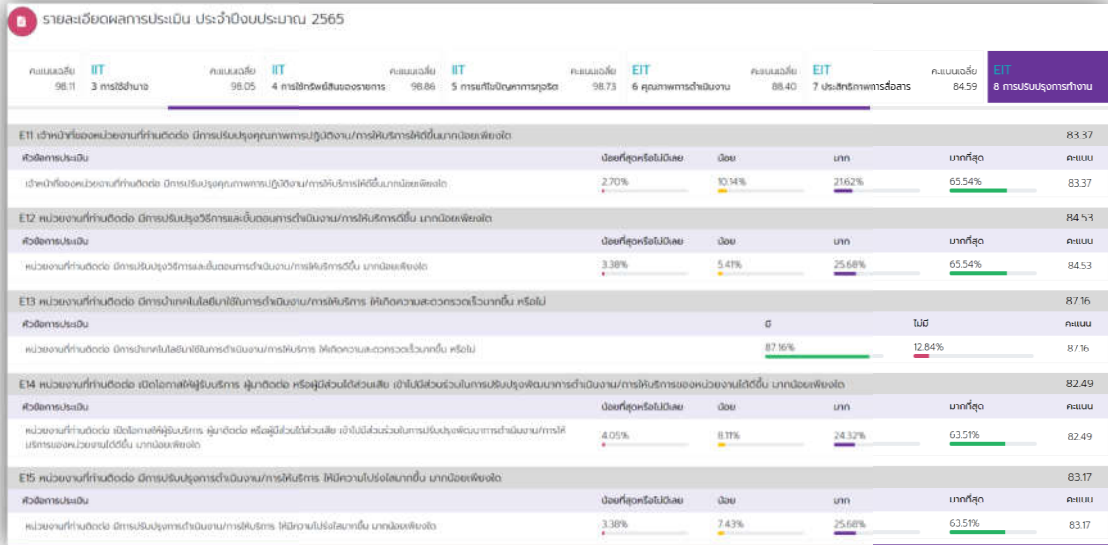 รายละเอียดผลการประเมิน ประจำปีงบประมาณ 2565
คะแนนเฉลี่ย IIT คะแนนเฉลี่ย IIT คะแนนเฉลี่ย IIT คะแนนเฉลี่ย EIT คะแนนเฉลี่ย EIT คะแนนเฉลี่ย EIT
98.11 3 การใช้อำนาจ 98.05 4 การใช้ทรัพย์สินของราชการ 98.86 5 การแก้ไขปัญหาการทุจริต 98.73 6 คุณภาพการดำเนินงาน 88.40 7 ประสิทธิภาพการสื่อสาร 84.59 8 การปรับปรุงการทำงาน
E11 เจ้าหน้าที่ของหน่วยงานที่ท่านติดต่อ มีการปรับปรุงคุณภาพการปฏิบัติงาน/การให้บริการให้ดีขึ้นมากน้อยเพียงใด 83.37
หัวข้อการประเมิน น้อยที่สุดหรือไม่มีเลย น้อย มาก มากที่สุด คะแนน
เจ้าหน้าที่ของหน่วยงานที่ท่านติดต่อ มีการปรับปรุงคุณภาพการปฏิบัติงาน/การให้บริการให้ดีขึ้นมากน้อยเพียงใด 2.70% 10.14% 21.62% 65.54% 83.37
E12 หน่วยงานที่ท่านติดต่อ มีการปรับปรุงวิธีการและขั้นตอนการดำเนินงาน/การให้บริการดีขึ้น มากน้อยเพียงใด 84.53
หัวข้อการประเมิน น้อยที่สุดหรือไม่มีเลย น้อย มาก มากที่สุด คะแนน
หน่วยงานที่ท่านติดต่อ มีการปรับปรุงวิธีการและขั้นตอนการดำเนินงาน/การให้บริการดีขึ้น มากน้อยเพียงใด 3.38% 5.41% 25.68% 65.54% 84.53
E13 หน่วยงานที่ท่านติดต่อ มีการนำเทคโนโลยีมาใช้ในการดำเนินงาน/การให้บริการ ให้เกิดความสะดวกรวดเร็วมากขึ้น หรือไม่ 87.16
หัวข้อการประเมิน มี ไม่มี คะแนน
หน่วยงานที่ท่านติดต่อ มีการนำเทคโนโลยีมาใช้ในการดำเนินงาน/การให้บริการ ให้เกิดความสะดวกรวดเร็วมากขึ้น หรือไม่ 87.16% 12.84% 87.16
E14 หน่วยงานที่ท่านติดต่อ เปิดโอกาสให้ผู้รับบริการ ผู้มาติดต่อ หรือผู้มีส่วนได้ส่วนเสีย เข้าไปมีส่วนร่วมในการปรับปรุงพัฒนาการดำเนินงาน/การให้บริการของหน่วยงานให้ดีขึ้น มากน้อยเพียงใด 82.49
หัวข้อการประเมิน น้อยที่สุดหรือไม่มีเลย น้อย มาก มากที่สุด คะแนน
หน่วยงานที่ท่านติดต่อ เปิดโอกาสให้ผู้รับบริการ ผู้มาติดต่อ หรือผู้มีส่วนได้ส่วนเสีย เข้าไปมีส่วนร่วมในการปรับปรุงพัฒนาการดำเนินงาน/การให้ 4.05% 8.11% 24.32% 63.51% 82.49
บริการของหน่วยงานให้ดีขึ้น มากน้อยเพียงใด
E15 หน่วยงานที่ท่านติดต่อ มีการปรับปรุงการดำเนินงาน/การให้บริการ ให้มีความโปร่งใสมากขึ้น มากน้อยเพียงใด 83.17
หัวข้อการประเมิน น้อยที่สุดหรือไม่มีเลย น้อย มาก มากที่สุด คะแนน
หน่วยงานที่ท่านติดต่อ มีการปรับปรุงการดำเนินงาน/การให้บริการ ให้มีความโปร่งใสมากขึ้น มากน้อยเพียงใด 3.38% 7.43% 25.68% 63.51% 83.17